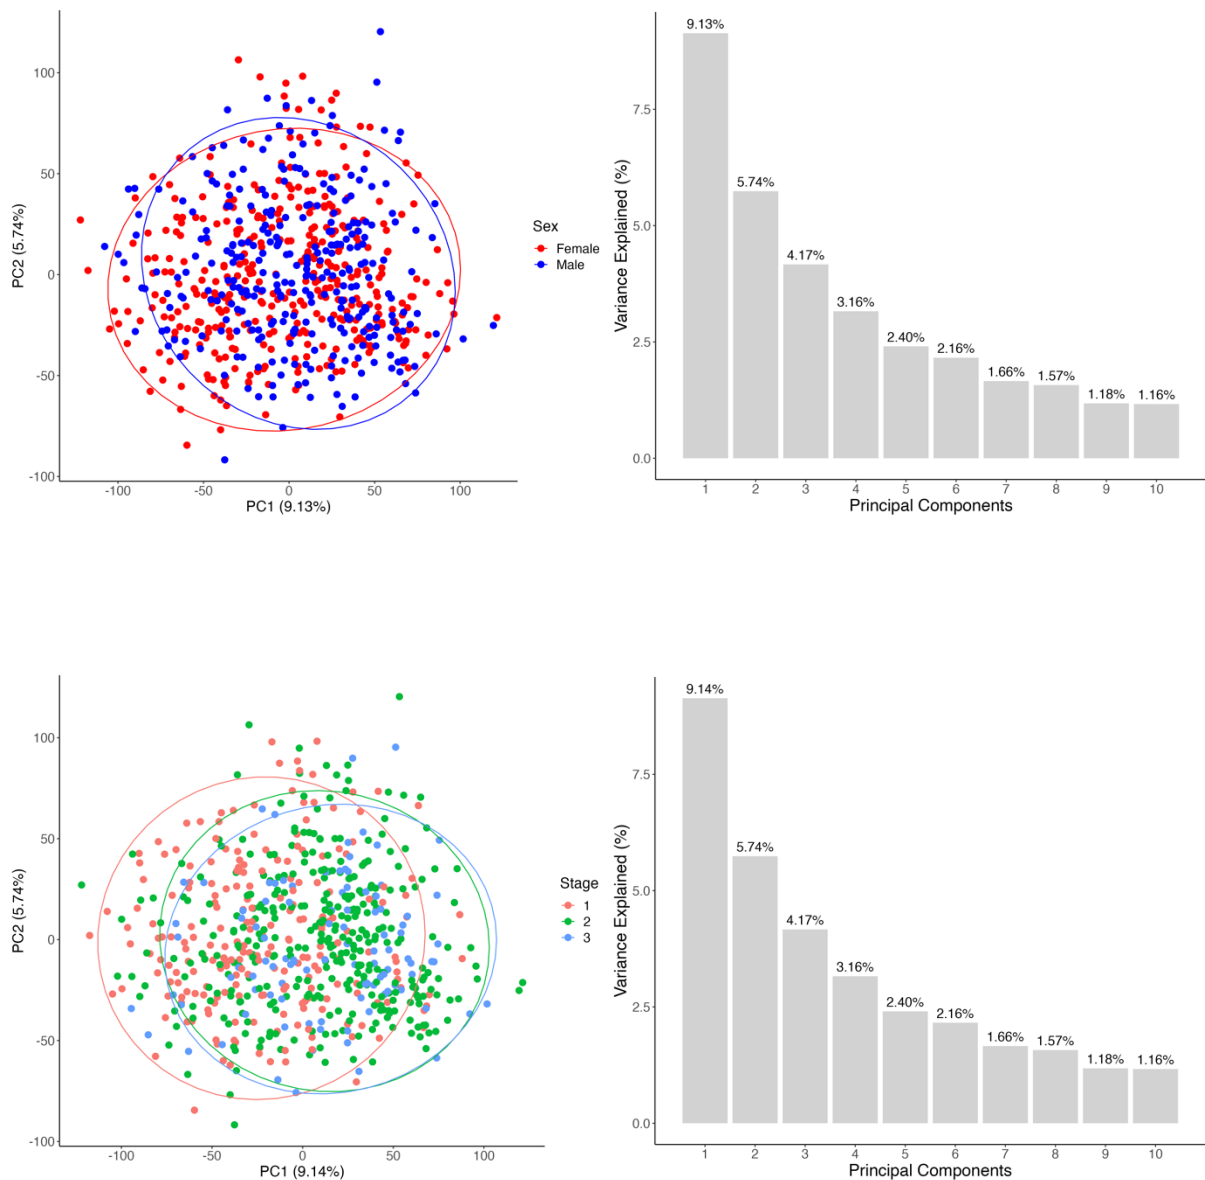 100
50
0
-50
-100
PC2 (5.74%)
-100 -50 0 50 100
PC1 (9.13%)
Sex
Female
Male
Variance Explained (%)
7.5
5.0
2.5
0.0
9.13%
5.74%
4.17%
3.16%
2.40%
2.16%
1.66%
1.57%
1.18%
1.16%
1 2 3 4 5 6 7 8 9 10
Principal Components
100
50
0
-50
-100
PC2 (5.74%)
-100 -50 0 50 100
PC1 (9.14%)
Stage
1
2
3
Variance Explained (%)
7.5
5.0
2.5
0.0
9.14%
5.74%
4.17%
3.16%
2.40%
2.16%
1.66%
1.57%
1.18%
1.16%
1 2 3 4 5 6 7 8 9 10
Principal Components